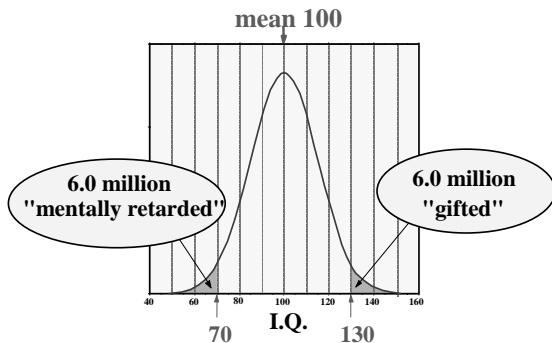 mean 100
6.0 million
"mentally retarded"
6.0 million
"gifted"
40 60 80 100 120 140 160
70 I.Q. 130